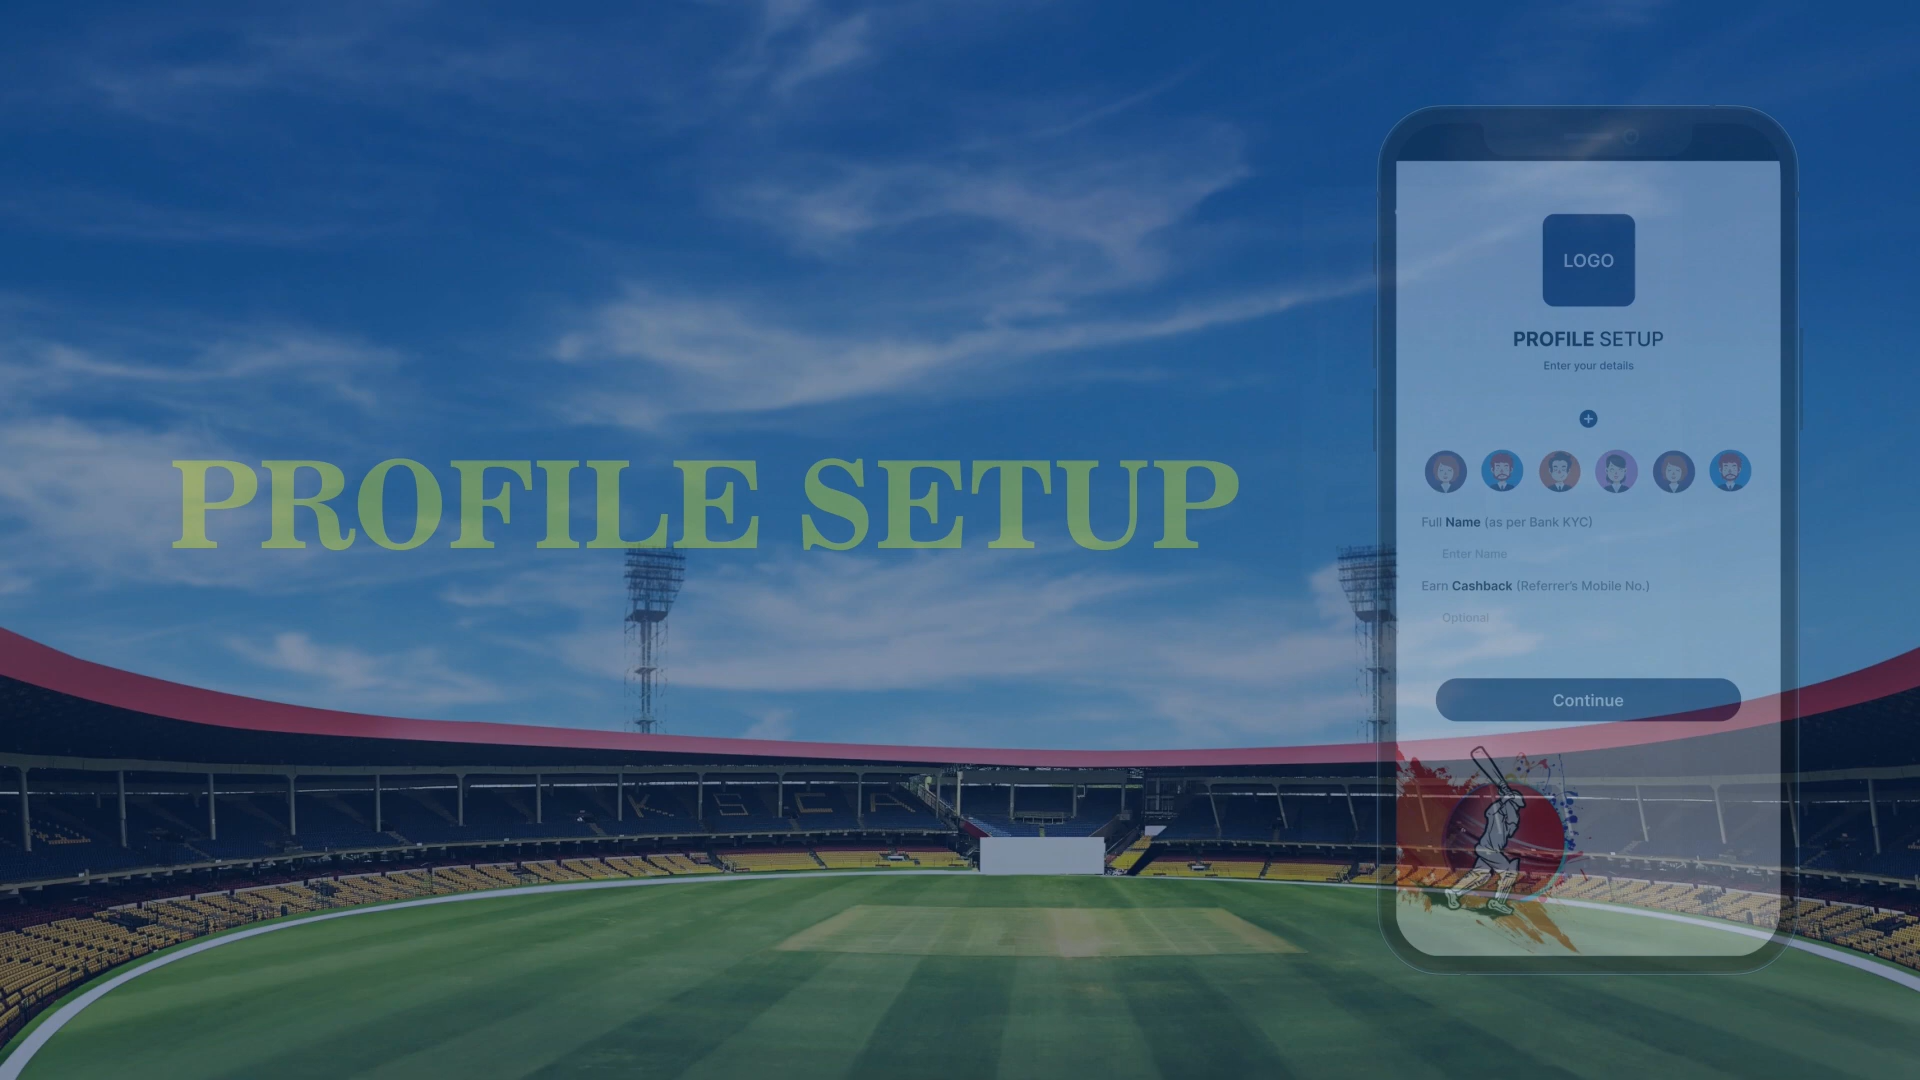 PROFILE SETUP
LOGO
PROFILE SETUP
Enter your details
Full Name (as per Bank KYC)
Enter Name
Earn Cashback (Referrer's Mobile No.)
Optional
Continue
K S C A